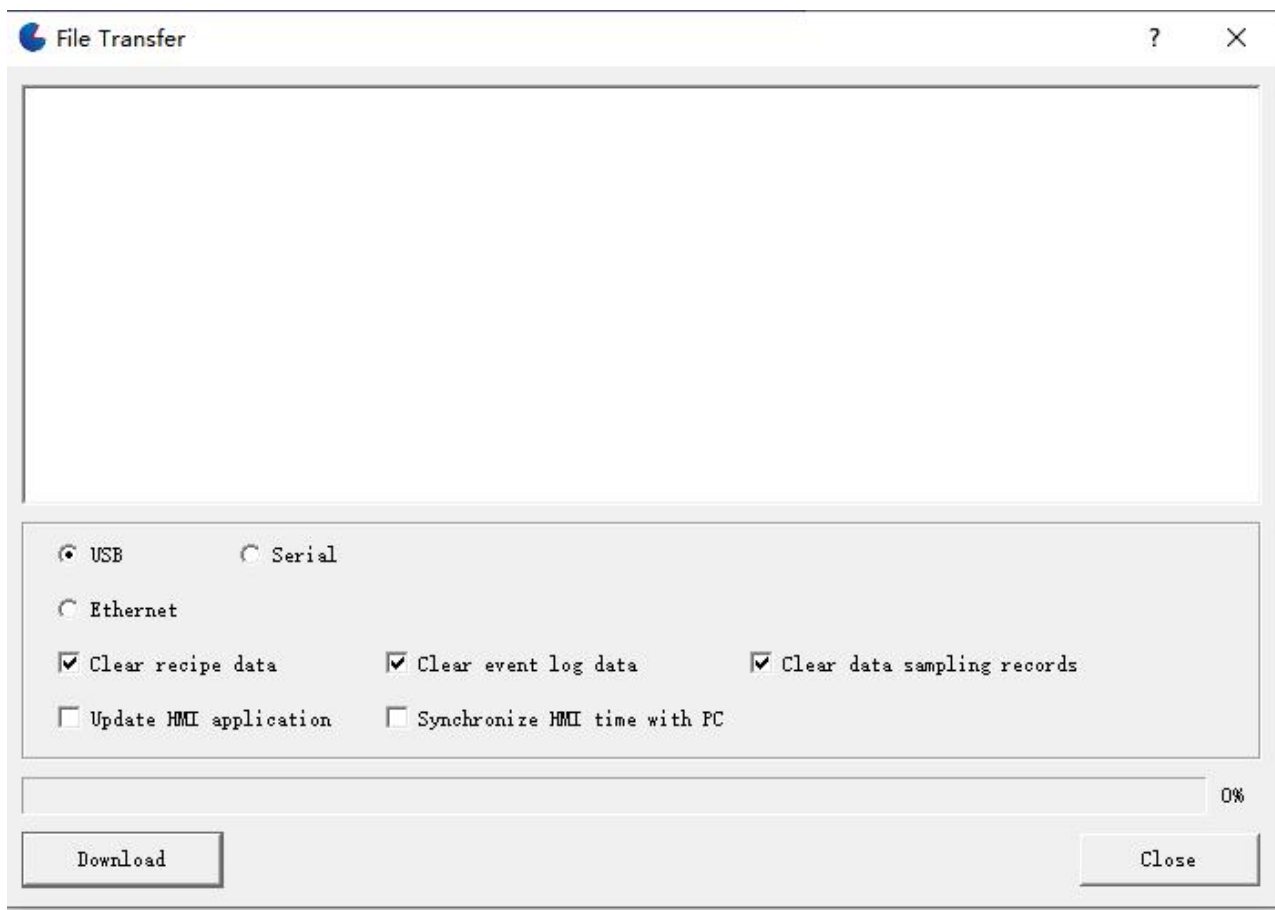 File Transfer ?
USB Serial
Ethernet
Clear recipe data Clear event log data Clear data sampling records
Update HMI application Synchronize HMI time with PC
0%
Download Close